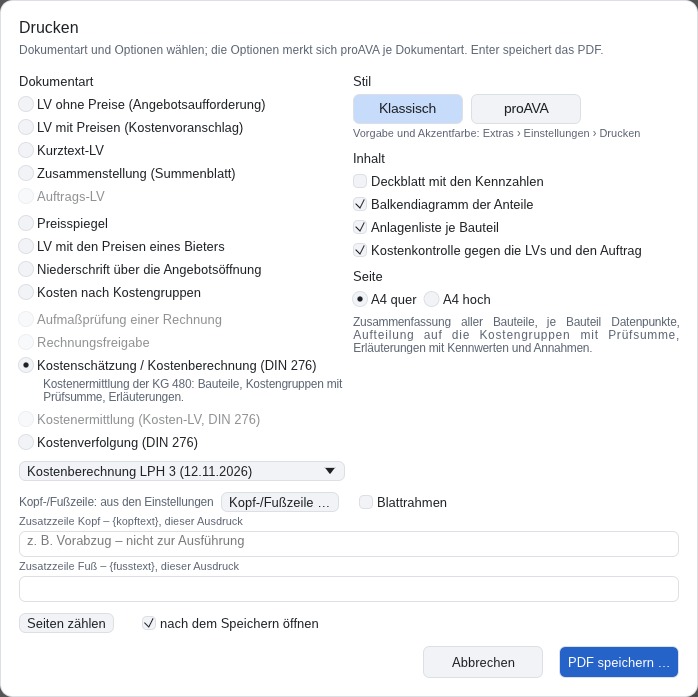 Drucken
Dokumentart und Optionen wählen; die Optionen merkt sich proAVA je Dokumentart. Enter speichert das PDF.
Dokumentart
LV ohne Preise (Angebotsaufforderung)
LV mit Preisen (Kostenvoranschlag)
Kurztext-LV
Zusammenstellung (Summenblatt)
Auftrags-LV
Preisspiegel
LV mit den Preisen eines Bieters
Niederschrift über die Angebotsöffnung
Kosten nach Kostengruppen
Aufmaßprüfung einer Rechnung
Rechnungsfreigabe
Kostenschätzung / Kostenberechnung (DIN 276)
Kostenermittlung der KG 480: Bauteile, Kostengruppen mit
Prüfsumme, Erläuterungen.
Kostenermittlung (Kosten-LV, DIN 276)
Kostenverfolgung (DIN 276)
Kostenberechnung LPH 3 (12.11.2026)
Stil
Klassisch
proAVA
Vorgabe und Akzentfarbe: Extras › Einstellungen › Drucken
Inhalt
Deckblatt mit den Kennzahlen
Balkendiagramm der Anteile
Anlagenliste je Bauteil
Kostenkontrolle gegen die LVs und den Auftrag
Seite
A4 quer
A4 hoch
Zusammenfassung aller Bauteile, je Bauteil Datenpunkte,
Aufteilung auf die Kostengruppen mit Prüfsumme,
Erläuterungen mit Kennwerten und Annahmen.
Kopf-/Fußzeile: aus den Einstellungen
Kopf-/Fußzeile …
Blattrahmen
Zusatzzeile Kopf – {kopftext}, dieser Ausdruck
z. B. Vorabzug – nicht zur Ausführung
Zusatzzeile Fuß – {fusstext}, dieser Ausdruck
Seiten zählen
nach dem Speichern öffnen
Abbrechen
PDF speichern …